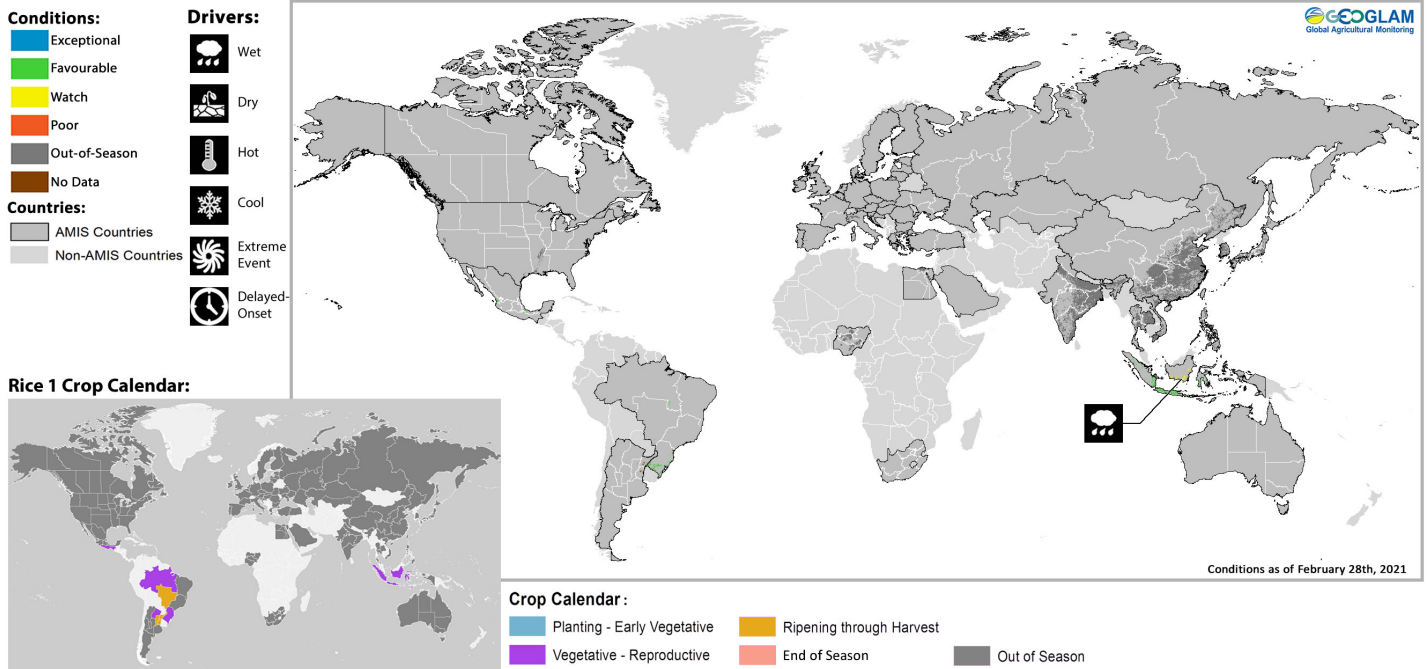 Conditions:
Exceptional
Favourable
Watch
Poor
Out-of-Season
No Data
Countries:
AMIS Countries
Non-AMIS Countries
Drivers:
Wet
Dry
Hot
Cool
Extreme
Event
Delayed-
Onset
GEOGLAM
Global Agricultural Monitoring
Conditions as of February 28th, 2021
Rice 1 Crop Calendar:
Crop Calendar :
Planting - Early Vegetative
Ripening through Harvest
Vegetative - Reproductive
End of Season
Out of Season